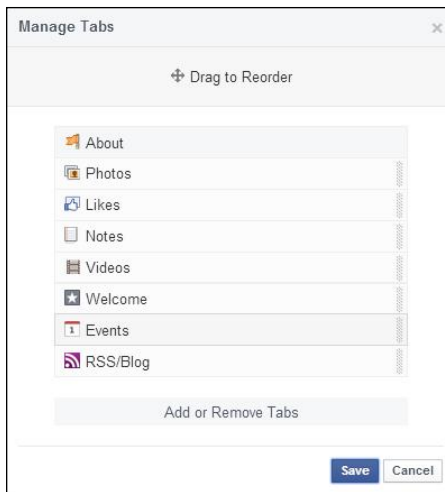 Manage Tabs
Drag to Reorder
About
Photos
Likes
Notes
Videos
Welcome
1 Events
RSS/Blog
Add or Remove Tabs
Save Cancel